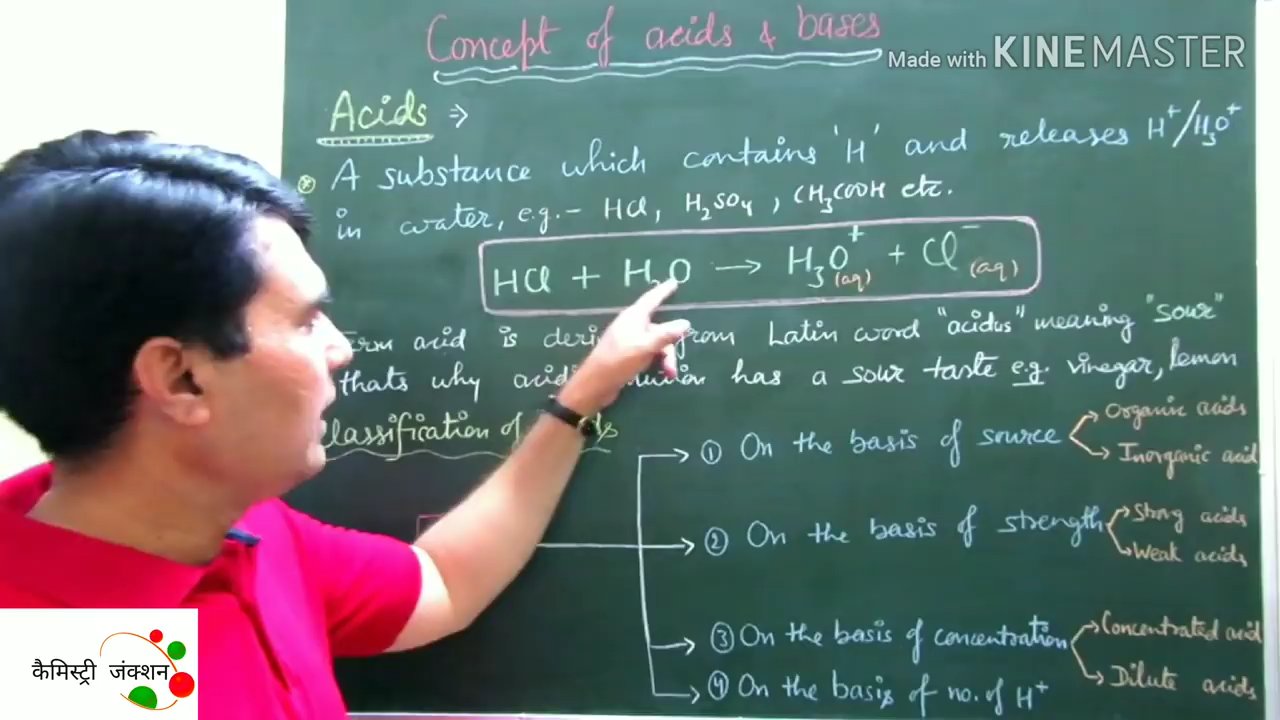 Concept of acids & bases
Made with KINEMASTER
Acids ⇒
A substance which contains 'H' and releases H⁺/H₃O⁺
in water, e.g.- HCl, H₂SO₄, CH₃COOH etc.
HCl + H₂O → H₃O⁺(aq) + Cl⁻(aq)
acid is from Latin word "acidus" meaning "sour"
thats why has a sour taste e.g. vinegar, lemon
Classification of
① On the basis of source
Organic acids
Inorganic acid
② On the basis of strength
Strong acids
Weak acids
③ On the basis of concentration
Concentrated acid
Dilute acids
④ On the basis of no. of H⁺
कैमिस्ट्री जंक्शन